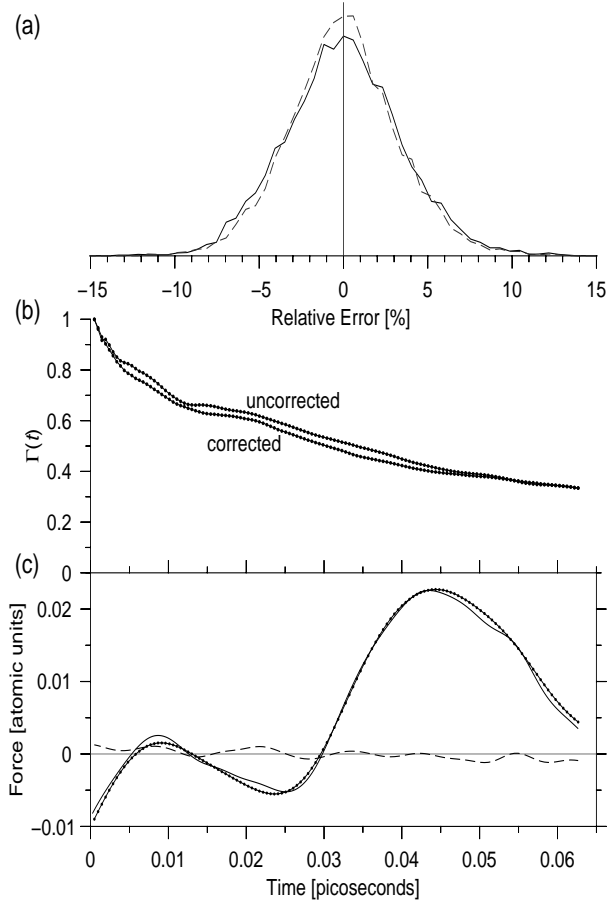 (a)
−15 −10 −5 0 5 10 15
Relative Error [%]
(b)
1
0.8
0.6
0.4
0.2
0
Γ(t)
uncorrected
corrected
(c)
0.02
0.01
0
−0.01
Force [atomic units]
0 0.01 0.02 0.03 0.04 0.05 0.06
Time [picoseconds]